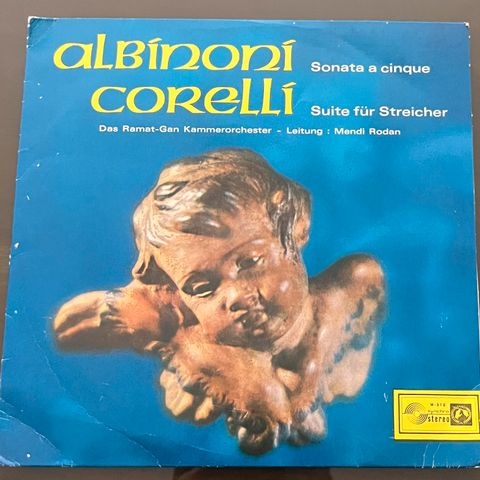 ALBINONI Sonata a cinque
CORELLI Suite für Streicher
Das Ramat-Gan Kammerorchester - Leitung : Mendi Rodan
stereo